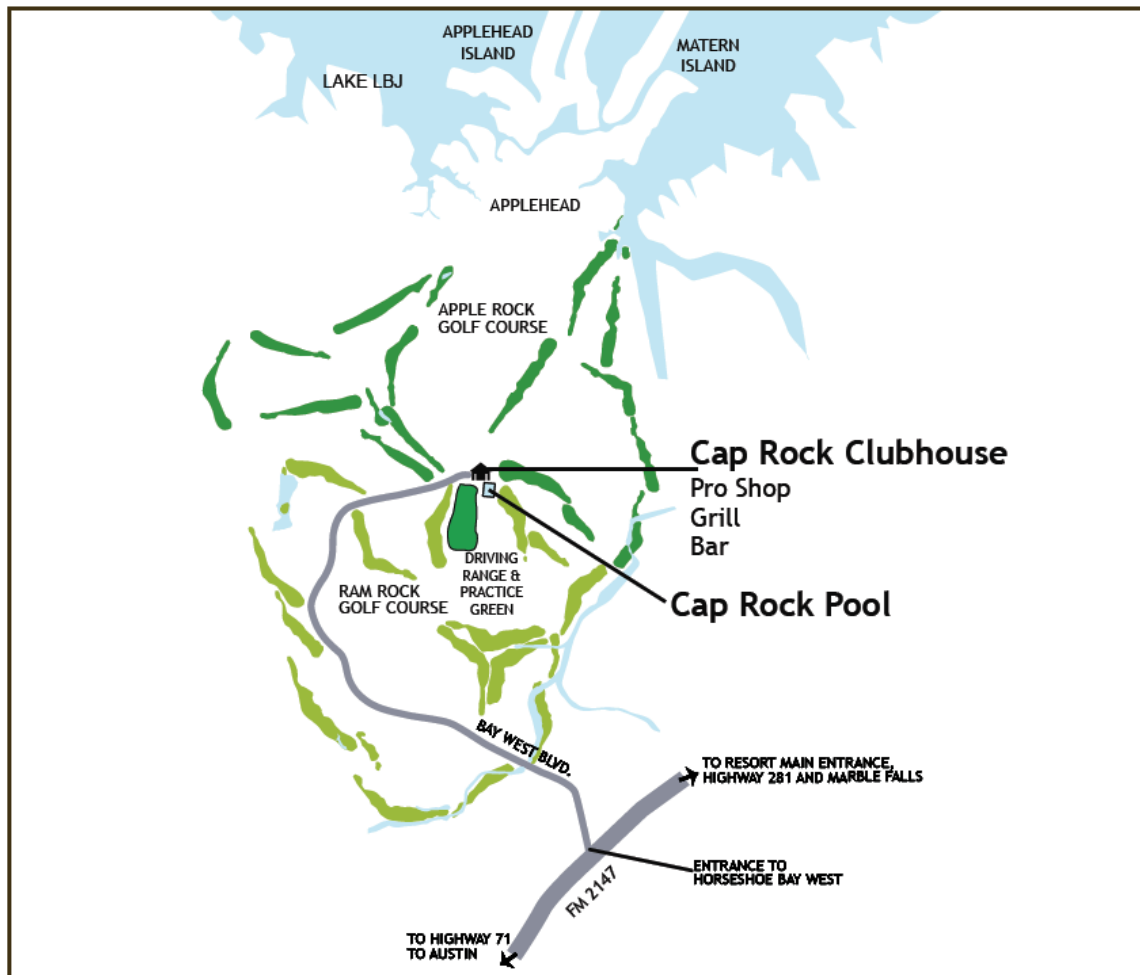 APPLEHEAD
ISLAND
MATERN
ISLAND
LAKE LBJ
APPLEHEAD
APPLE ROCK
GOLF COURSE
Cap Rock Clubhouse
Pro Shop
Grill
Bar
DRIVING
RANGE &
PRACTICE
GREEN
RAM ROCK
GOLF COURSE
Cap Rock Pool
BAY WEST BLVD.
TO RESORT MAIN ENTRANCE,
HIGHWAY 281 AND MARBLE FALLS
ENTRANCE TO
HORSESHOE BAY WEST
FM 2147
TO HIGHWAY 71
TO AUSTIN